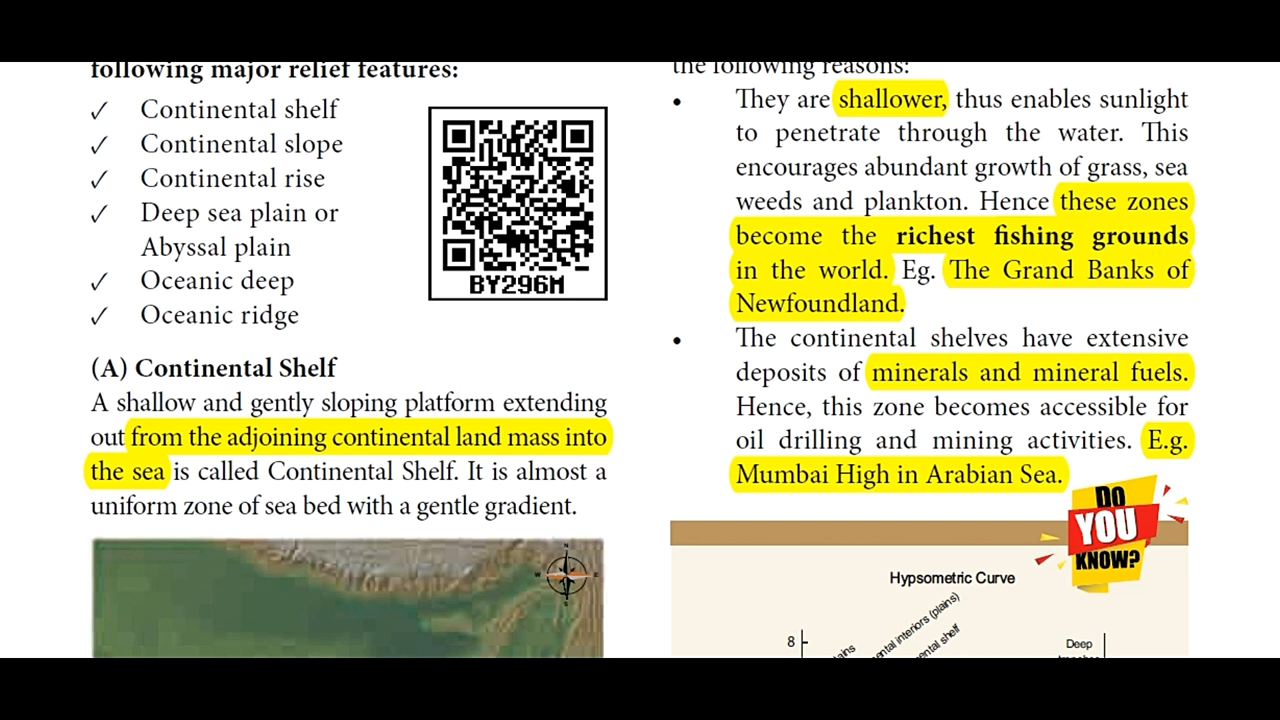 following major relief features:
✓ Continental shelf
✓ Continental slope
✓ Continental rise
✓ Deep sea plain or
Abyssal plain
✓ Oceanic deep
✓ Oceanic ridge
BY296M
(A) Continental Shelf
A shallow and gently sloping platform extending
out from the adjoining continental land mass into
the sea is called Continental Shelf. It is almost a
uniform zone of sea bed with a gentle gradient.
N
W E
S
the following reasons:
• They are shallower, thus enables sunlight
to penetrate through the water. This
encourages abundant growth of grass, sea
weeds and plankton. Hence these zones
become the richest fishing grounds
in the world. Eg. The Grand Banks of
Newfoundland.
• The continental shelves have extensive
deposits of minerals and mineral fuels.
Hence, this zone becomes accessible for
oil drilling and mining activities. E.g.
Mumbai High in Arabian Sea.
DO
YOU
KNOW?
Hypsometric Curve
interiors (plains)
shelf
8
Deep